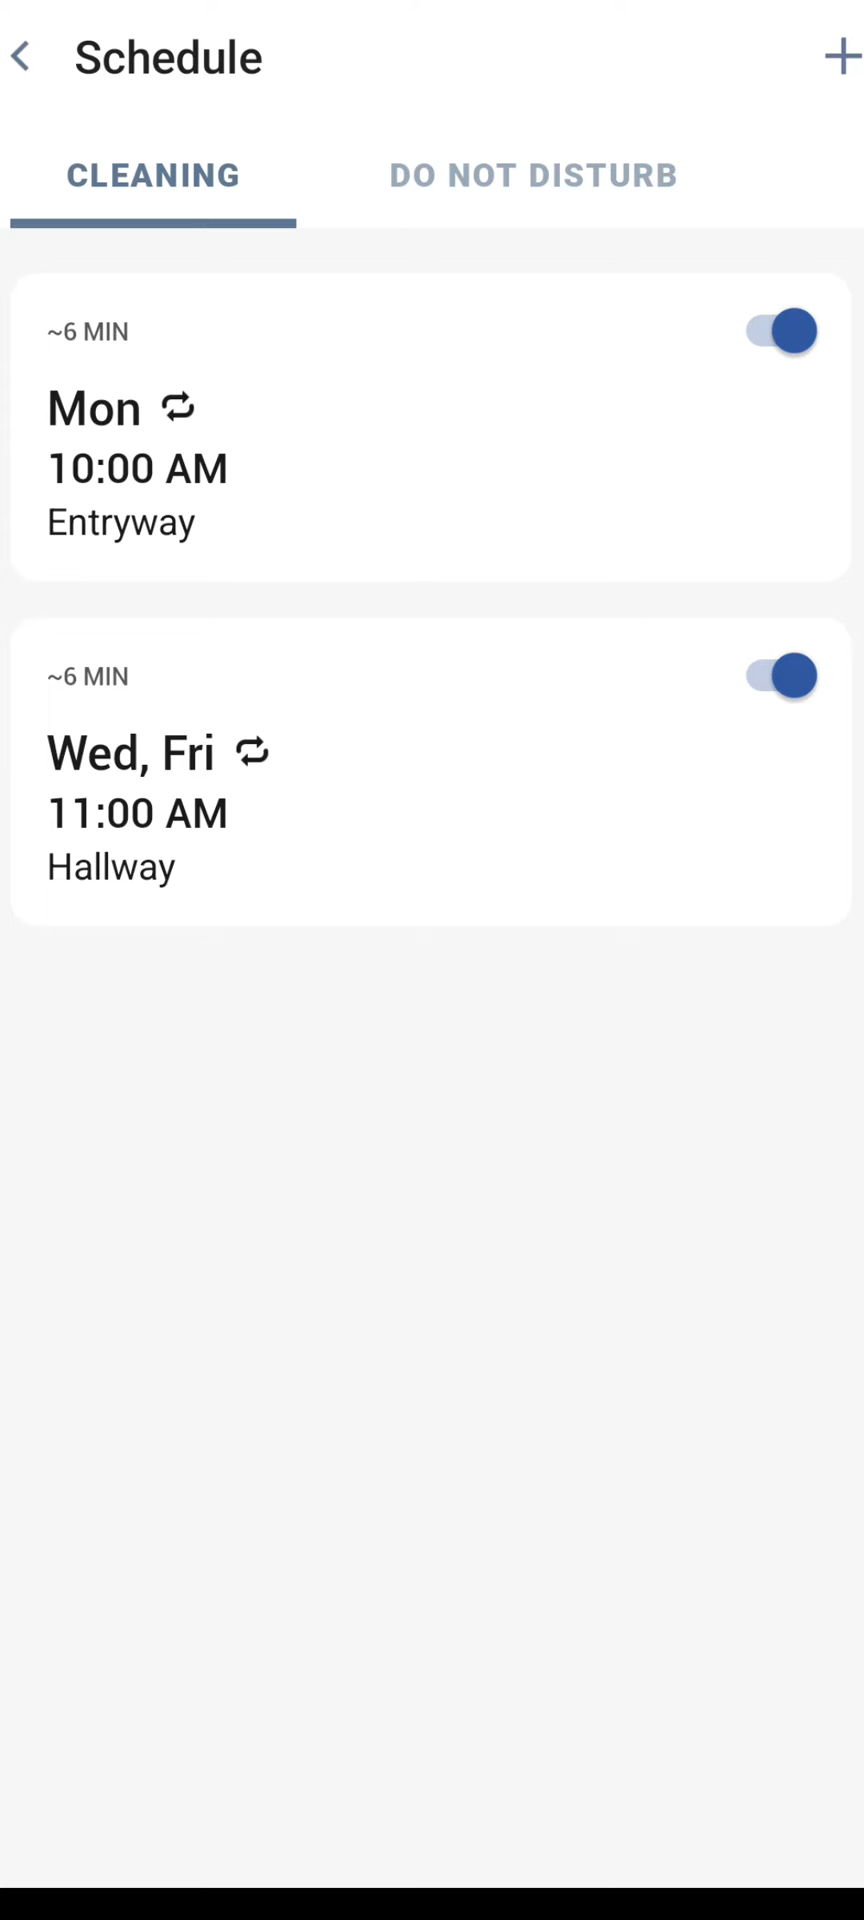 Schedule
CLEANING
DO NOT DISTURB
~6 MIN
Mon
10:00 AM
Entryway
~6 MIN
Wed, Fri
11:00 AM
Hallway